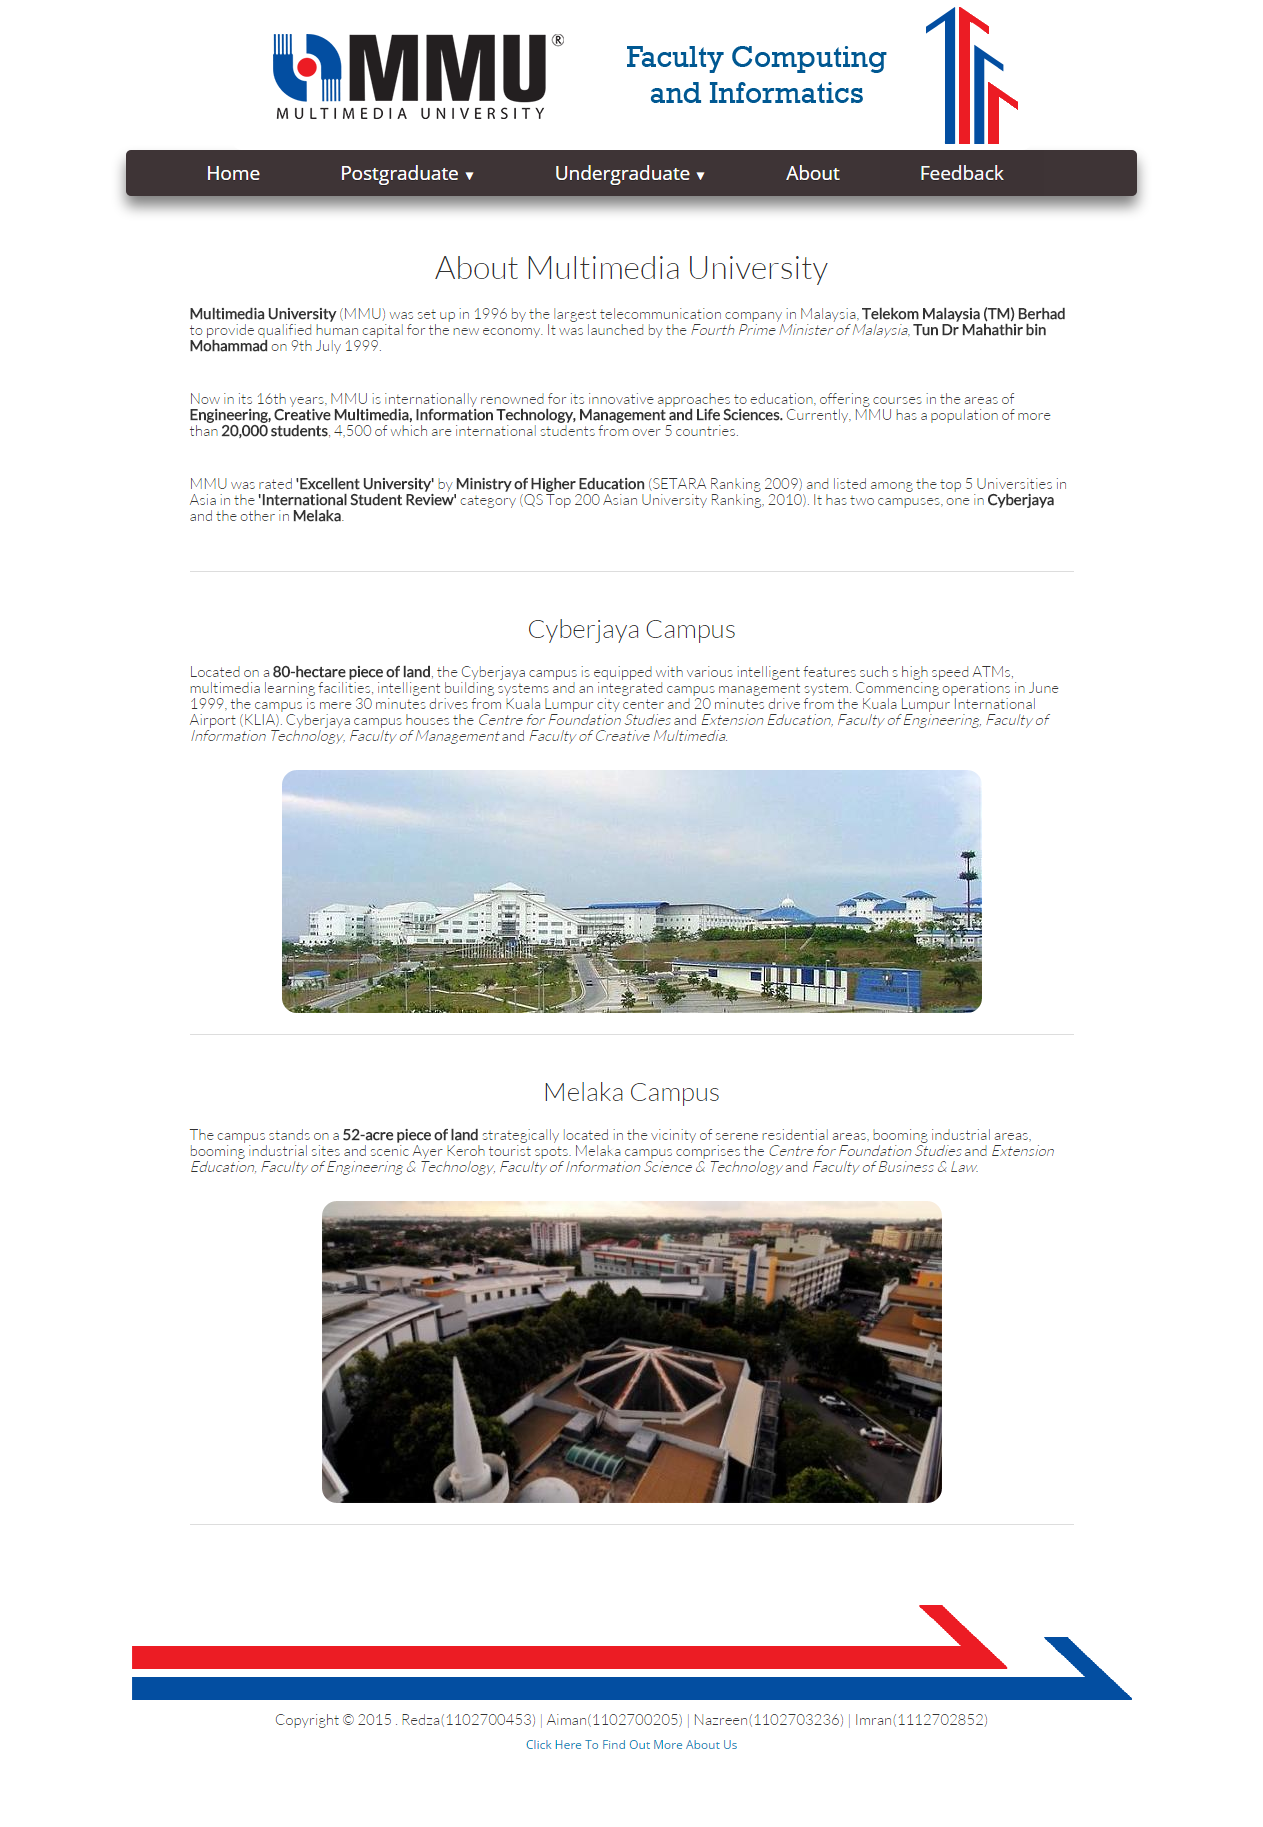 MMU®
MULTIMEDIA UNIVERSITY
Faculty Computing
and Informatics
Home Postgraduate ▼ Undergraduate ▼ About Feedback
About Multimedia University
Multimedia University (MMU) was set up in 1996 by the largest telecommunication company in Malaysia, Telekom Malaysia (TM) Berhad
to provide qualified human capital for the new economy. It was launched by the Fourth Prime Minister of Malaysia, Tun Dr Mahathir bin
Mohammad on 9th July 1999.
Now in its 16th years, MMU is internationally renowned for its innovative approaches to education, offering courses in the areas of
Engineering, Creative Multimedia, Information Technology, Management and Life Sciences. Currently, MMU has a population of more
than 20,000 students, 4,500 of which are international students from over 5 countries.
MMU was rated 'Excellent University' by Ministry of Higher Education (SETARA Ranking 2009) and listed among the top 5 Universities in
Asia in the 'International Student Review' category (QS Top 200 Asian University Ranking, 2010). It has two campuses, one in Cyberjaya
and the other in Melaka.
Cyberjaya Campus
Located on a 80-hectare piece of land, the Cyberjaya campus is equipped with various intelligent features such s high speed ATMs,
multimedia learning facilities, intelligent building systems and an integrated campus management system. Commencing operations in June
1999, the campus is mere 30 minutes drives from Kuala Lumpur city center and 20 minutes drive from the Kuala Lumpur International
Airport (KLIA). Cyberjaya campus houses the Centre for Foundation Studies and Extension Education, Faculty of Engineering, Faculty of
Information Technology, Faculty of Management and Faculty of Creative Multimedia.
Melaka Campus
The campus stands on a 52-acre piece of land strategically located in the vicinity of serene residential areas, booming industrial areas,
booming industrial sites and scenic Ayer Keroh tourist spots. Melaka campus comprises the Centre for Foundation Studies and Extension
Education, Faculty of Engineering & Technology, Faculty of Information Science & Technology and Faculty of Business & Law.
Copyright © 2015 . Redza(1102700453) | Aiman(1102700205) | Nazreen(1102703236) | Imran(1112702852)
Click Here To Find Out More About Us